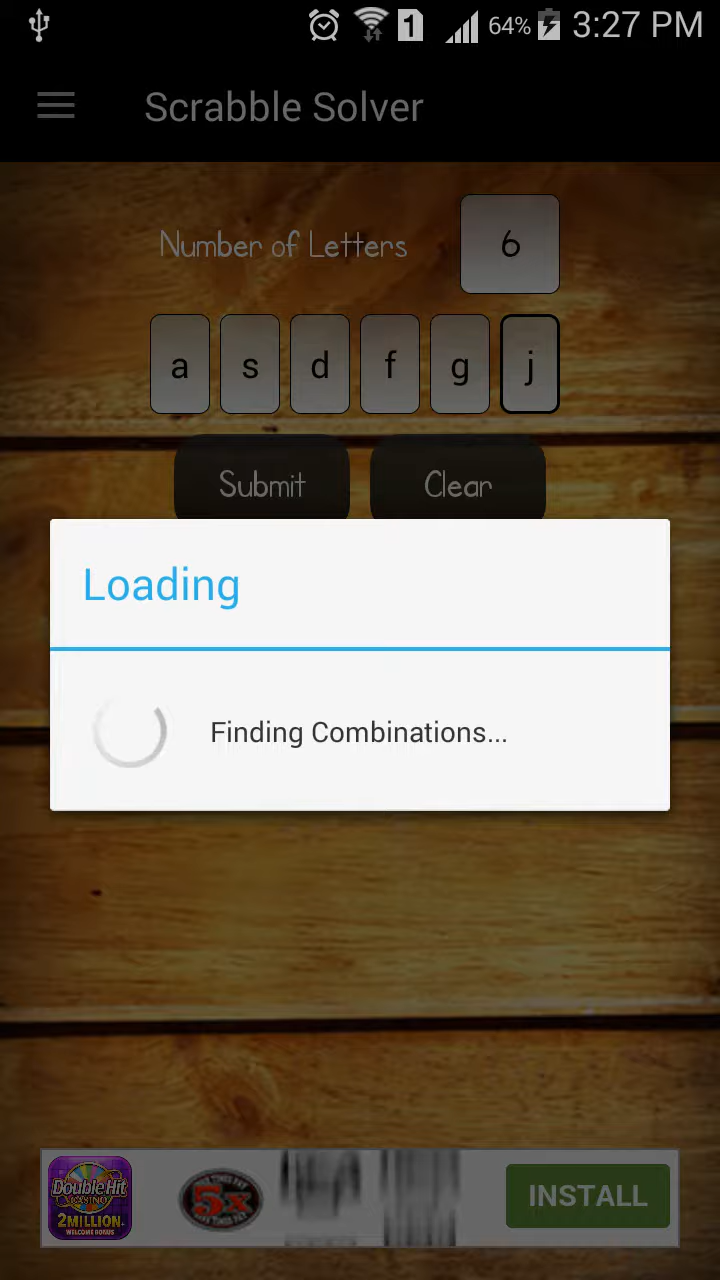 64% 3:27 PM
Scrabble Solver
Number of Letters 6
a s d f g j
Submit Clear
Loading
Finding Combinations...
DoubleHit
CASINO
2MILLION
WELCOME BONUS
5x
INSTALL